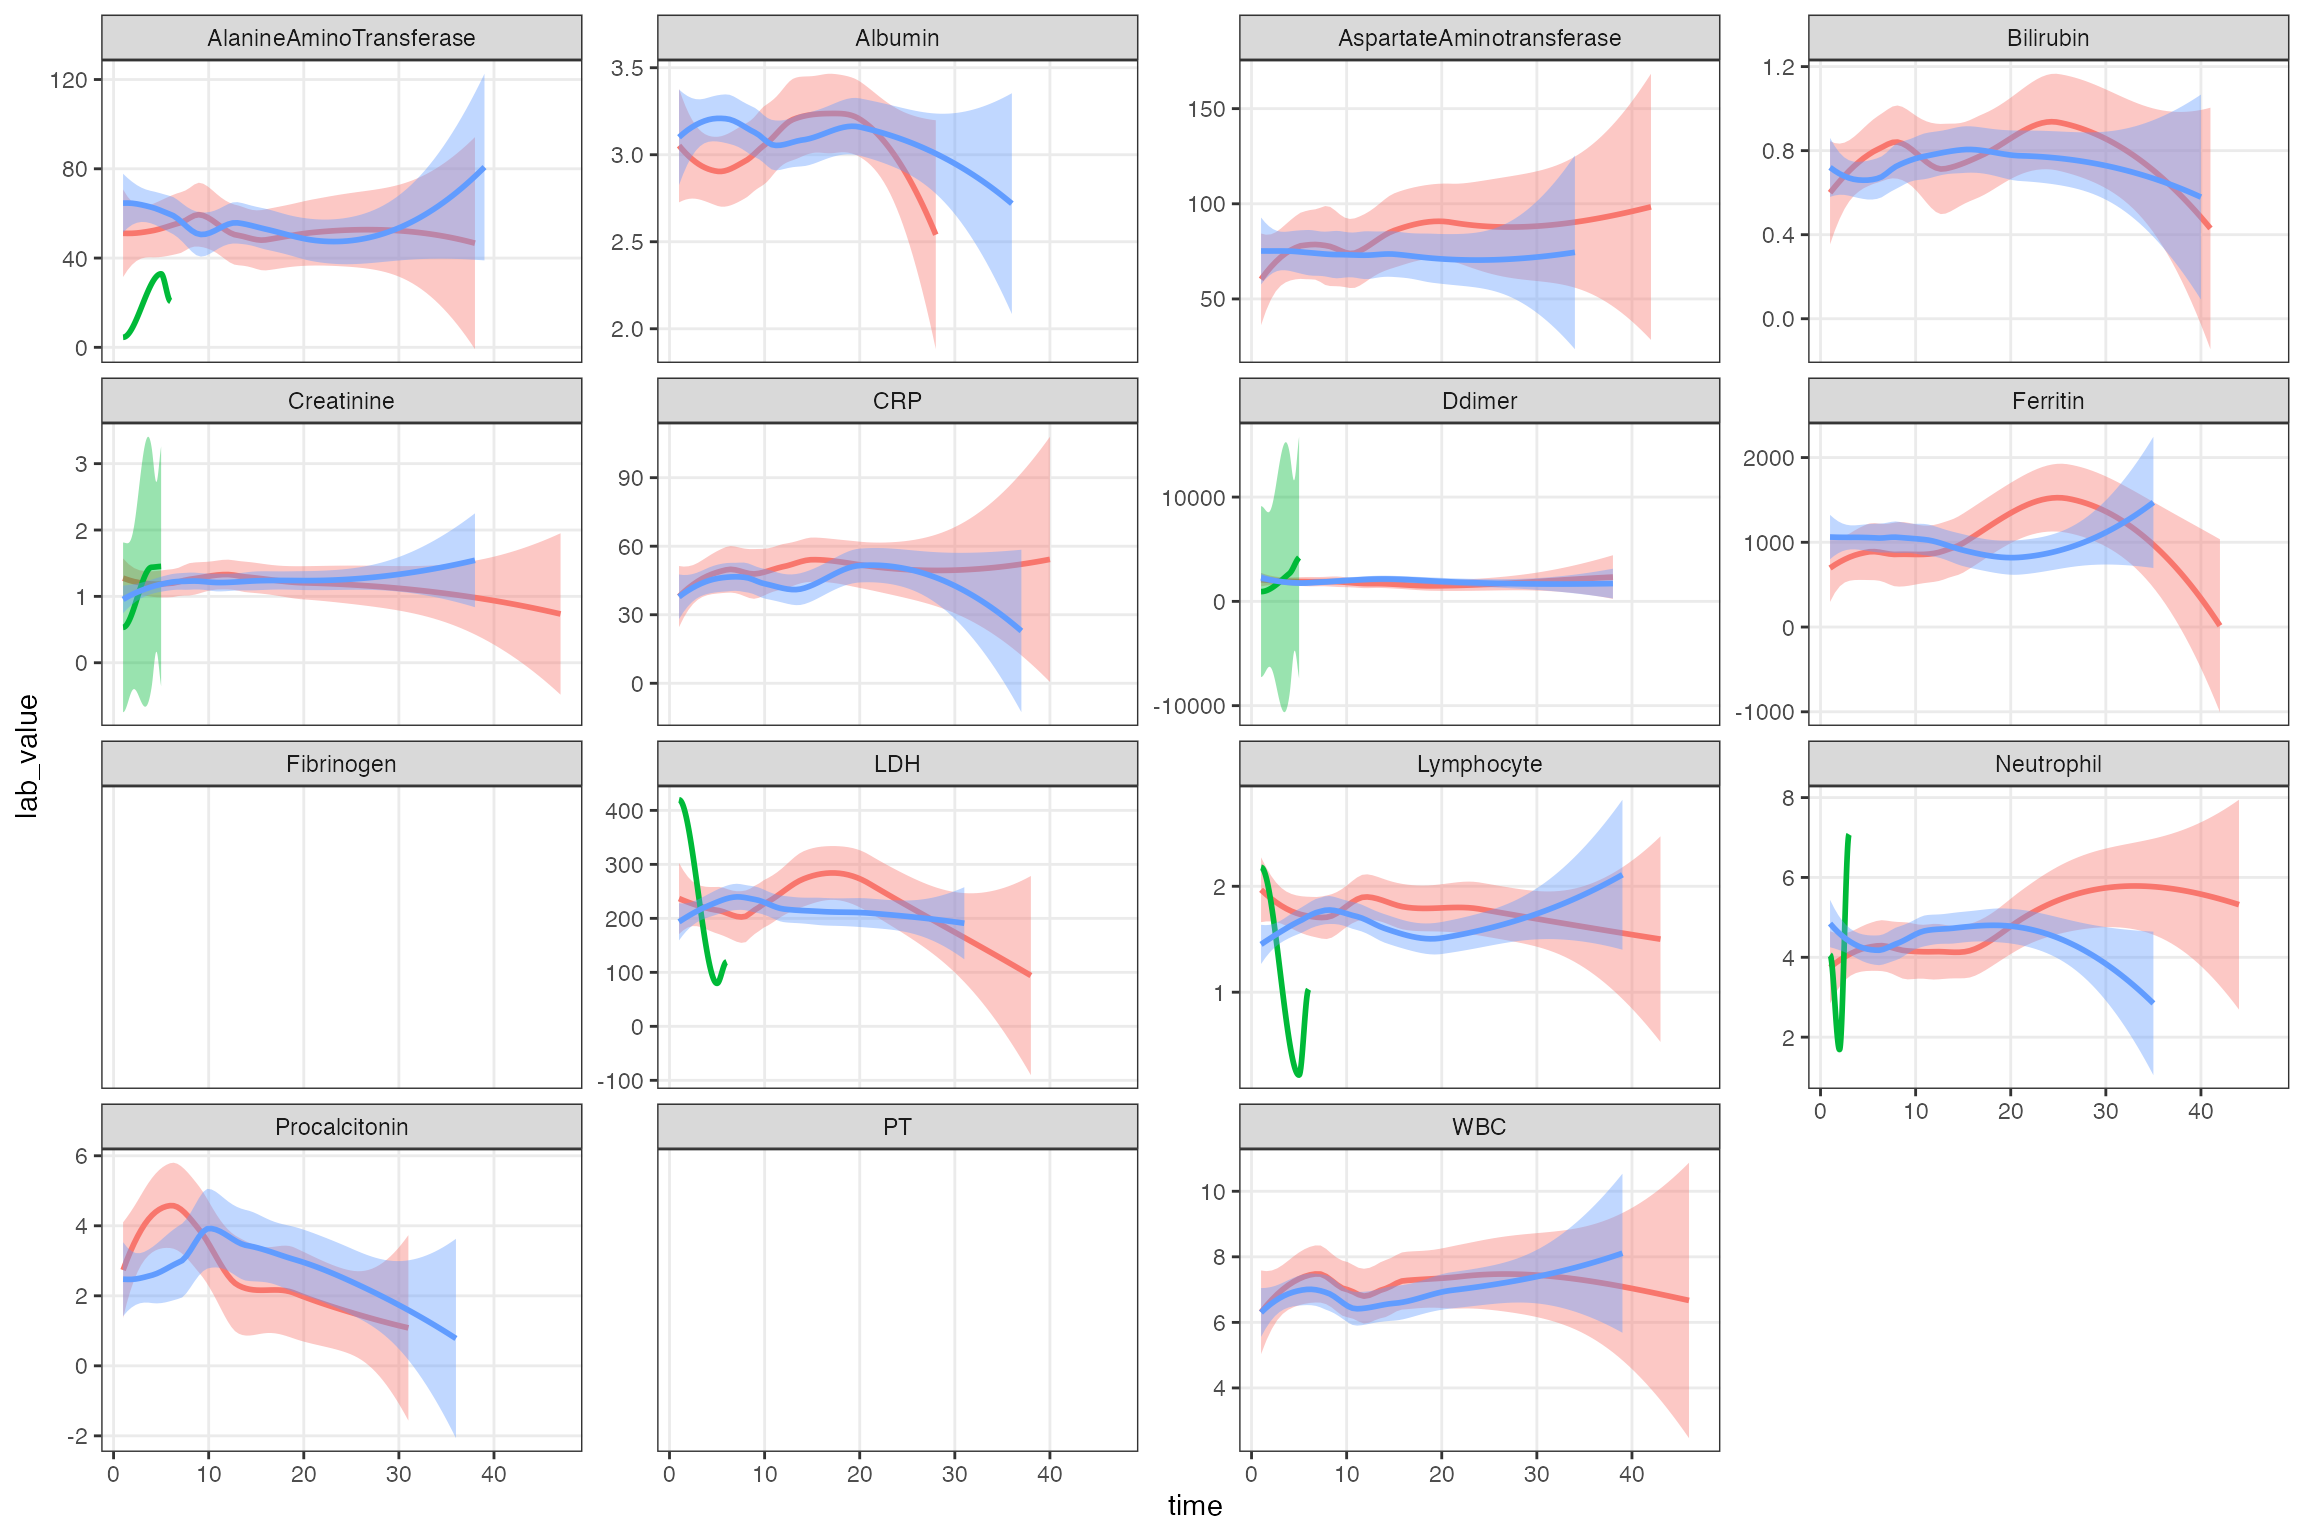 AlanineAminoTransferase
Albumin
AspartateAminotransferase
Bilirubin
120
80
40
0
3.5
3.0
2.5
2.0
150
100
50
1.2
0.8
0.4
0.0
Creatinine
CRP
Ddimer
Ferritin
3
2
1
0
90
60
30
0
10000
0
-10000
2000
1000
0
-1000
lab_value
Fibrinogen
LDH
Lymphocyte
Neutrophil
400
300
200
100
0
-100
2
1
8
6
4
2
0 10 20 30 40
Procalcitonin
PT
WBC
6
4
2
0
-2
10
8
6
4
0 10 20 30 40
0 10 20 30 40
0 10 20 30 40
time